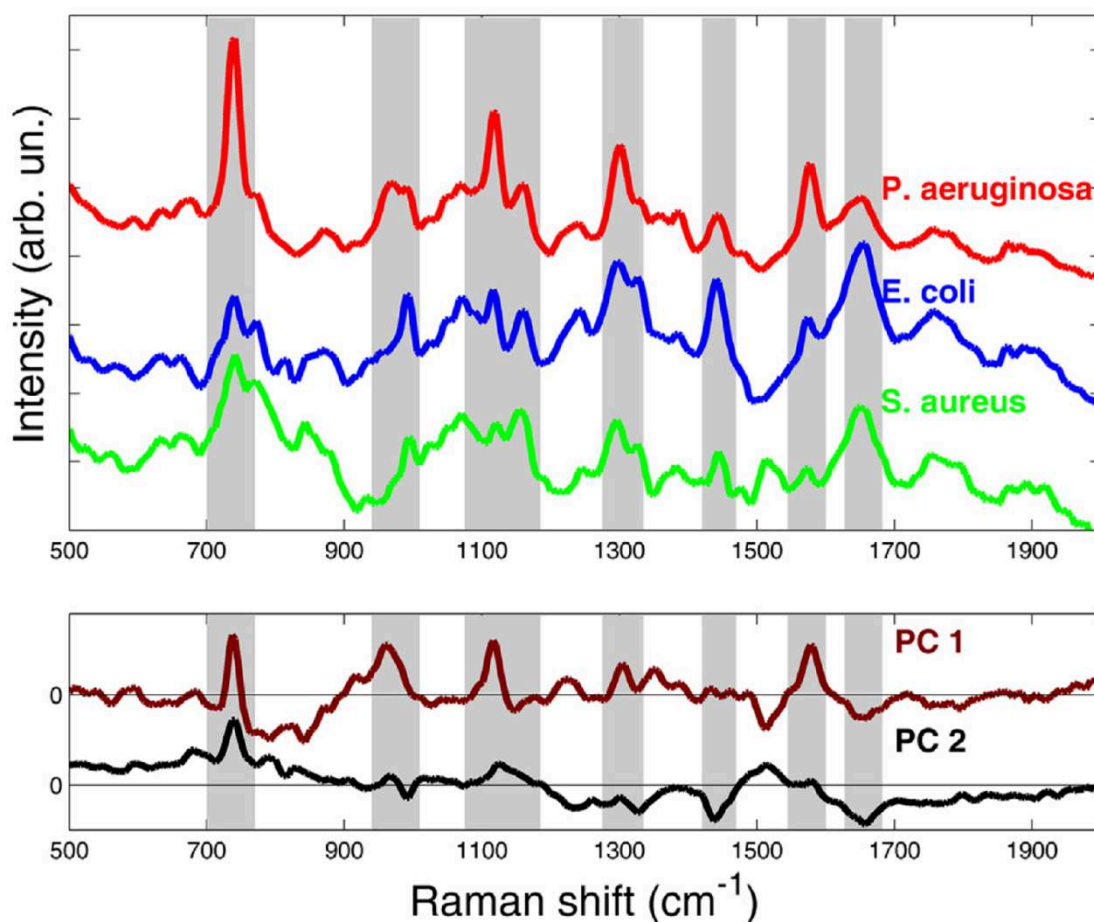 Intensity (arb. un.)
P. aeruginosa
E. coli
S. aureus
500 700 900 1100 1300 1500 1700 1900
PC 1
0
PC 2
0
500 700 900 1100 1300 1500 1700 1900
Raman shift (cm-1)